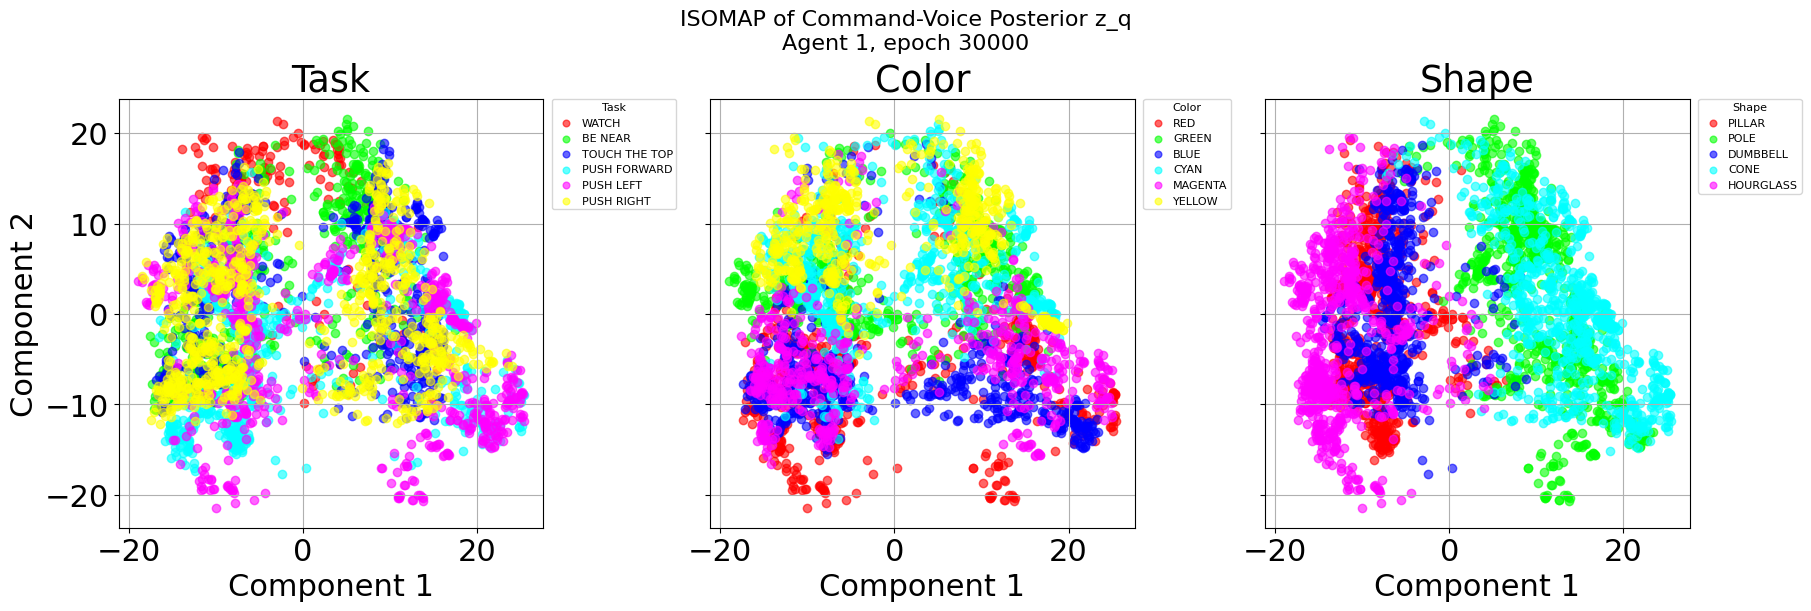 ISOMAP of Command-Voice Posterior z_q
Agent 1, epoch 30000
Task
Color
Shape
Component 2
20
10
0
−10
−20
−20 0 20
Component 1
−20 0 20
Component 1
−20 0 20
Component 1
Task
WATCH
BE NEAR
TOUCH THE TOP
PUSH FORWARD
PUSH LEFT
PUSH RIGHT
Color
RED
GREEN
BLUE
CYAN
MAGENTA
YELLOW
Shape
PILLAR
POLE
DUMBBELL
CONE
HOURGLASS